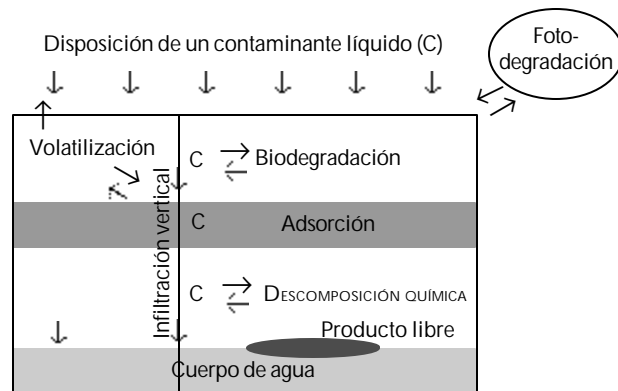 Disposición de un contaminante líquido (C)
Foto-
degradación
Volatilización
C
Biodegradación
Infiltración vertical
C
Adsorción
C
DESCOMPOSICIÓN QUÍMICA
Producto libre
Cuerpo de agua